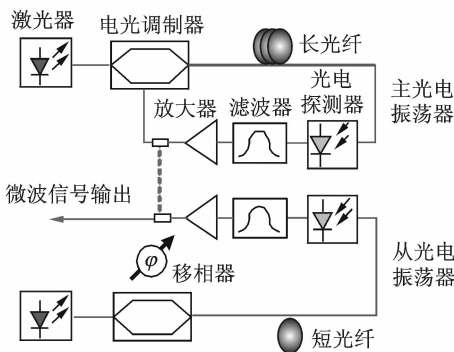 激光器
电光调制器
长光纤
光电
探测器
放大器
滤波器
主光电
振荡器
微波信号输出
φ
移相器
从光电
振荡器
短光纤